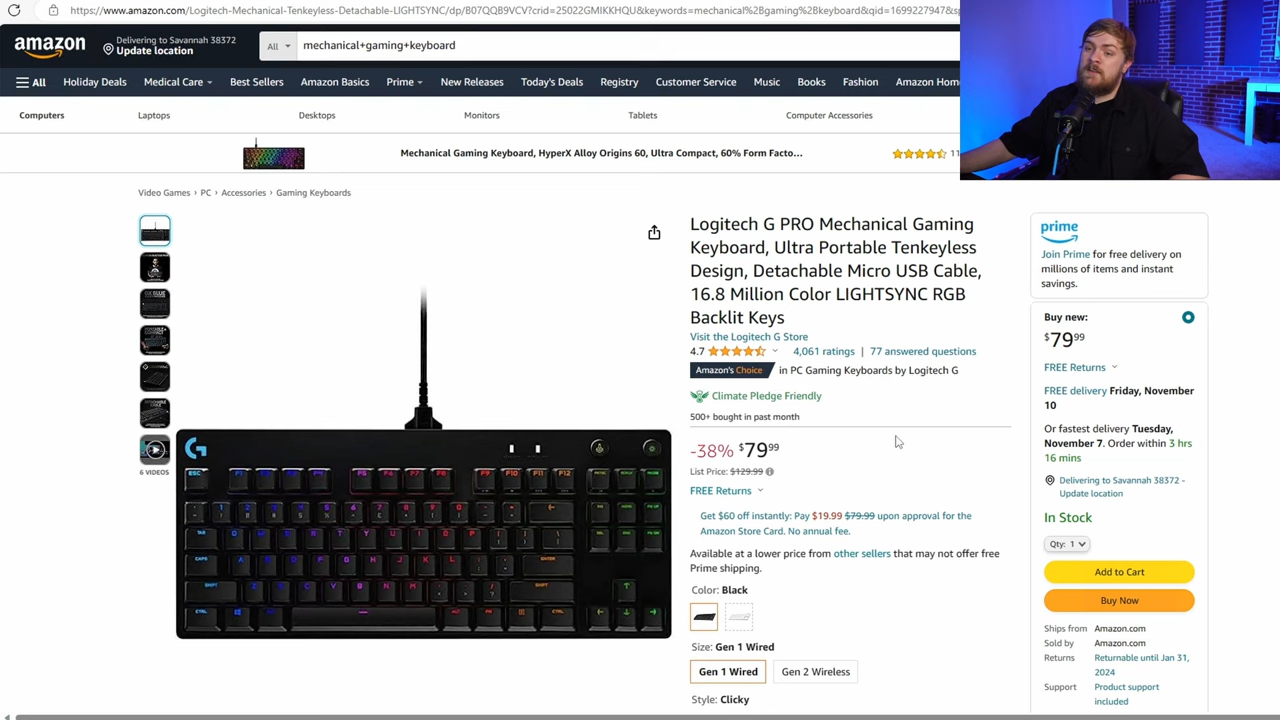 https://www.amazon.com/Logitech-Mechanical-Tenkeyless-Detachable-LIGHTSYNC/dp/B07QQB9VCV?crid=25022GMIKKHQU&keywords=mechanical%2Bgaming%2Bkeyboard&qid=1699227947&sp
amazon
Delivering to Savannah 38372
Update location
All
mechanical+gaming+keyboard
All
Medical Care
Best Sellers
Amazon Basics
Prime
Registry
Customer Service
Music
Books
Fashion
Computers
Laptops
Desktops
Monitors
Tablets
Computer Accessories
Mechanical Gaming Keyboard, HyperX Alloy Origins 60, Ultra Compact, 60% Form Facto...
11
Video Games › PC › Accessories › Gaming Keyboards
6 VIDEOS
Logitech G PRO Mechanical Gaming
Keyboard, Ultra Portable Tenkeyless
Design, Detachable Micro USB Cable,
16.8 Million Color LIGHTSYNC RGB
Backlit Keys
Visit the Logitech G Store
4.7
4,061 ratings | 77 answered questions
Amazon's Choice in PC Gaming Keyboards by Logitech G
Climate Pledge Friendly
500+ bought in past month
-38% $79 99
List Price: $129.99
FREE Returns
Get $60 off instantly: Pay $19.99 $79.99 upon approval for the
Amazon Store Card. No annual fee.
Available at a lower price from other sellers that may not offer free
Prime shipping.
Color: Black
Size: Gen 1 Wired
Gen 1 Wired
Gen 2 Wireless
Style: Clicky
prime
Join Prime for free delivery on
millions of items and instant
savings.
Buy new:
$79 99
FREE Returns
FREE delivery Friday, November
10
Or fastest delivery Tuesday,
November 7. Order within 3 hrs
16 mins
Delivering to Savannah 38372 -
Update location
In Stock
Qty: 1
Add to Cart
Buy Now
Ships from Amazon.com
Sold by Amazon.com
Returns Returnable until Jan 31,
2024
Support Product support
included